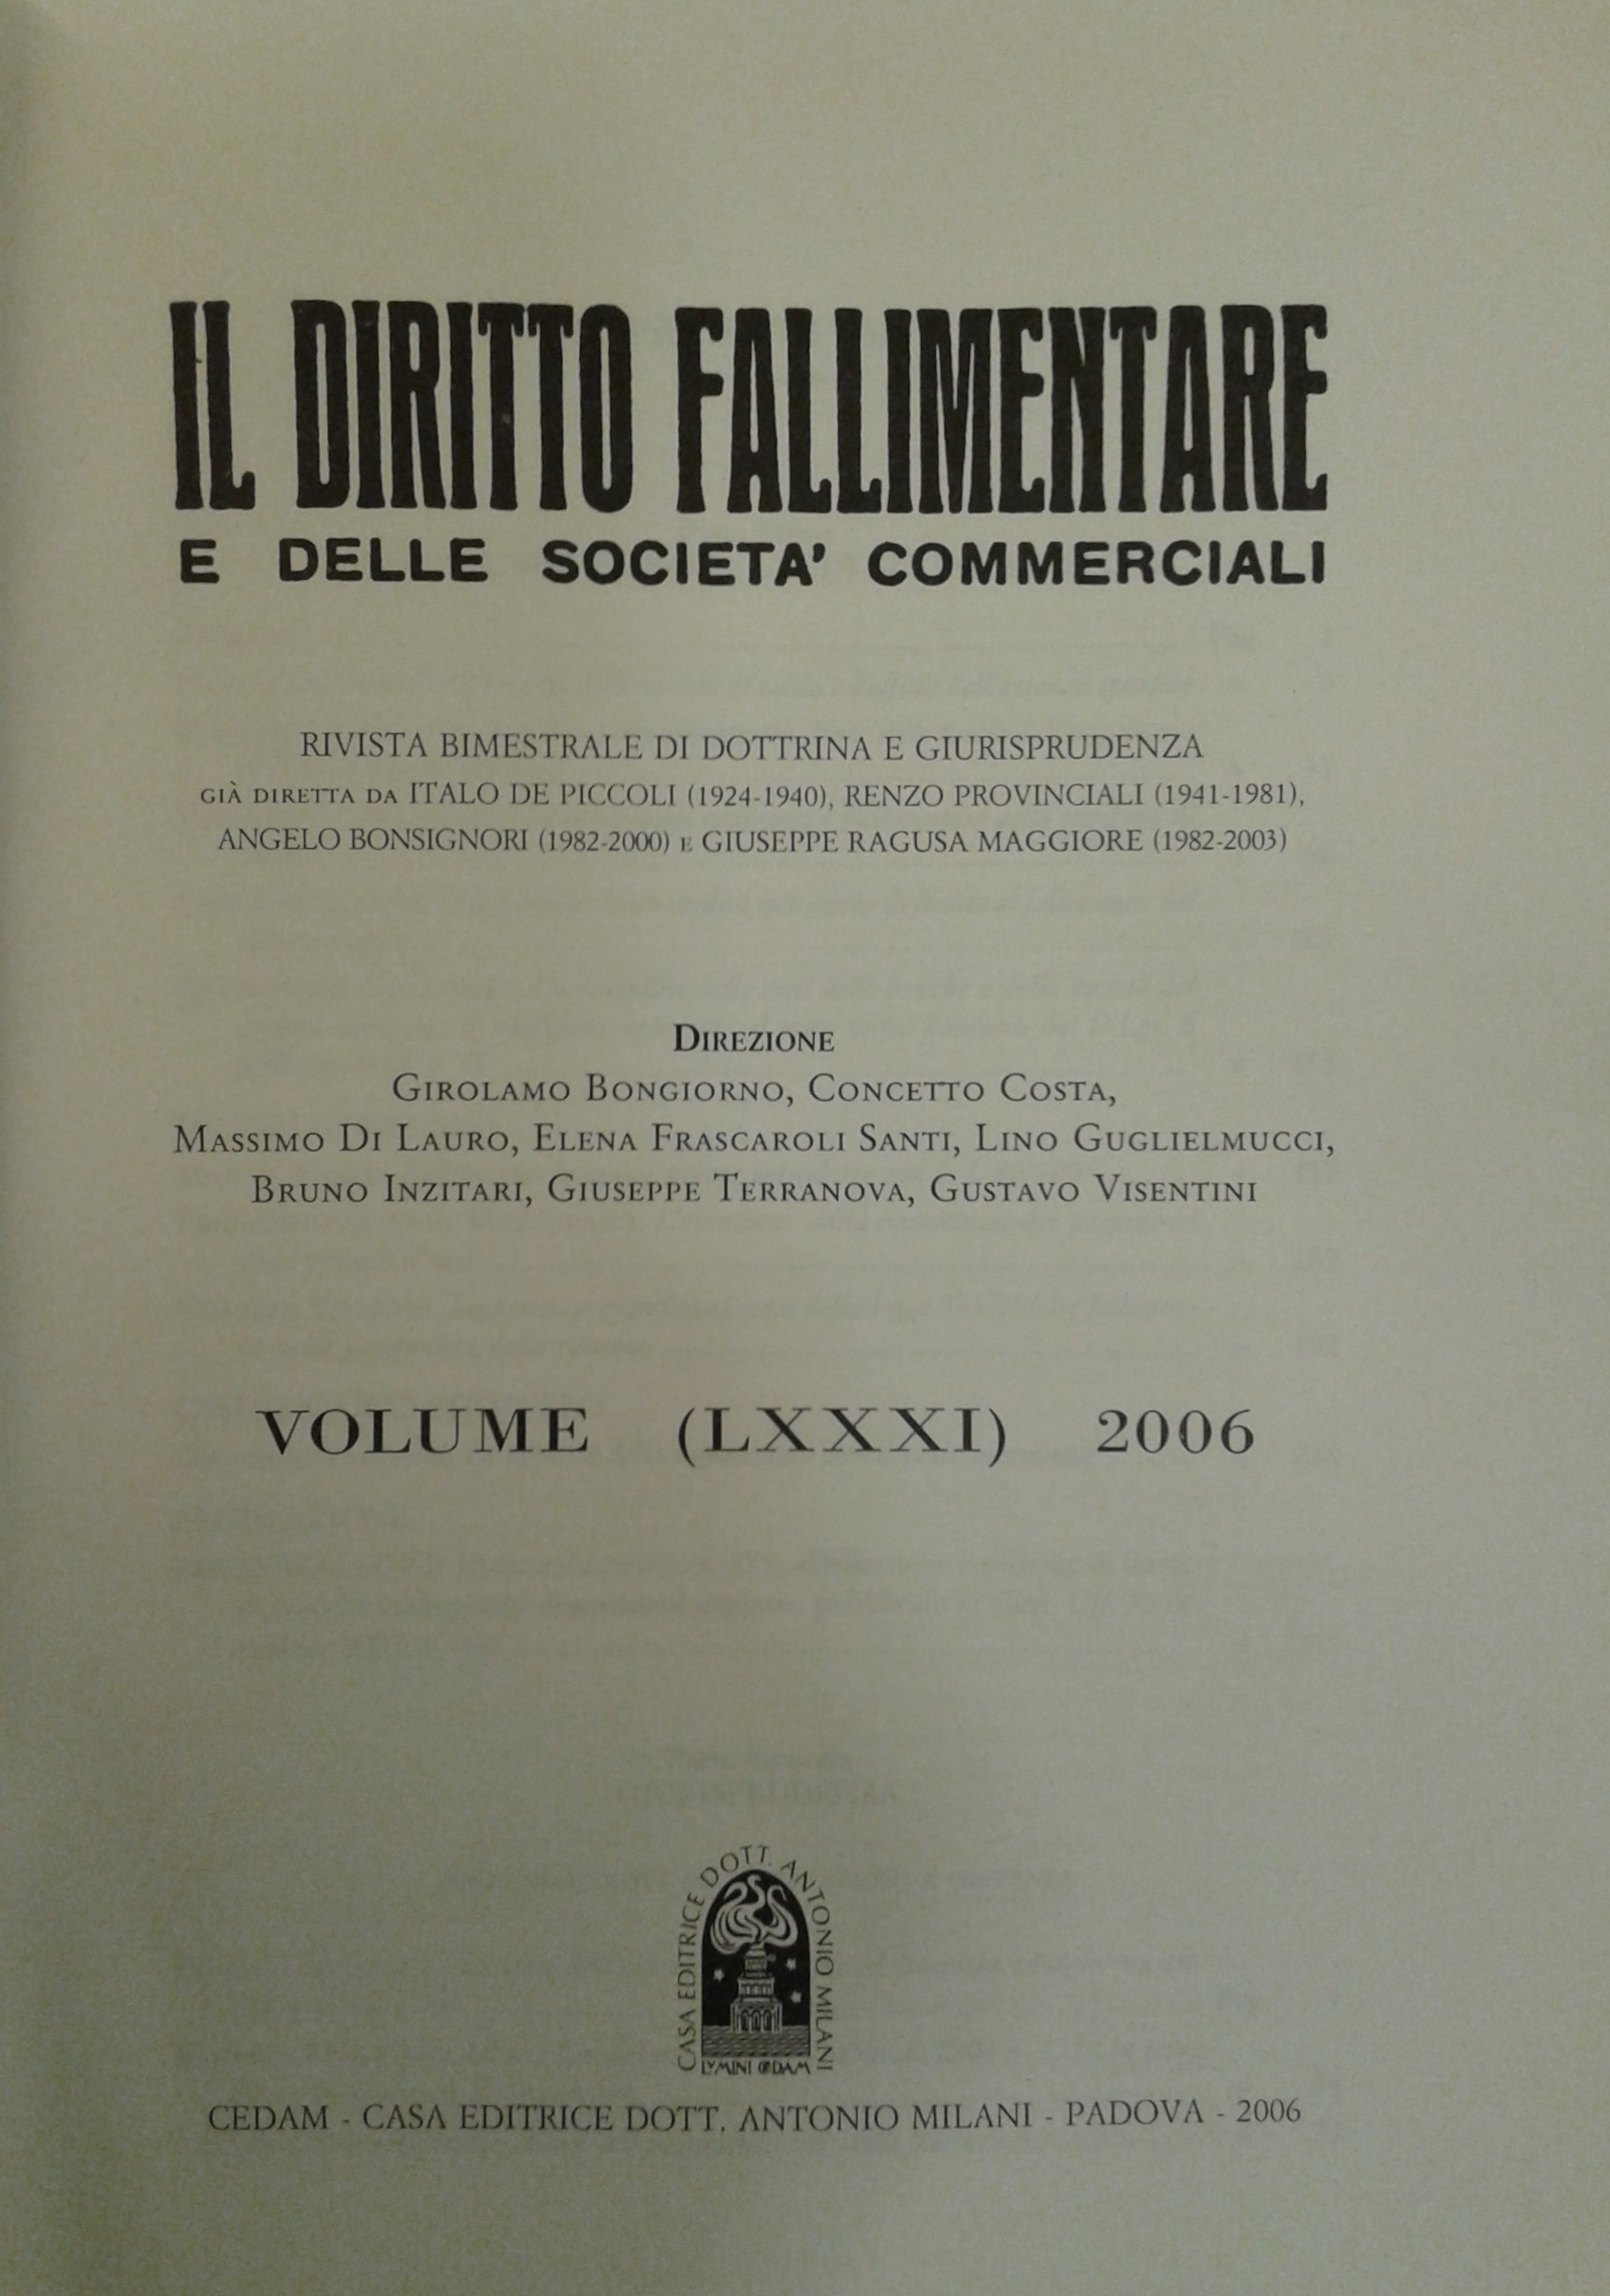 IL DIRITTO FALLIMENTARE
E DELLE SOCIETA' COMMERCIALI
RIVISTA BIMESTRALE DI DOTTRINA E GIURISPRUDENZA
GIÀ DIRETTA DA ITALO DE PICCOLI (1924-1940), RENZO PROVINCIALI (1941-1981),
ANGELO BONSIGNORI (1982-2000) E GIUSEPPE RAGUSA MAGGIORE (1982-2003)
DIREZIONE
GIROLAMO BONGIORNO, CONCETTO COSTA,
MASSIMO DI LAURO, ELENA FRASCAROLI SANTI, LINO GUGLIELMUCCI,
BRUNO INZITARI, GIUSEPPE TERRANOVA, GUSTAVO VISENTINI
VOLUME (LXXXI) 2006
CASA EDITRICE DOTT. ANTONIO MILANI
LVMINI CEDAM
CEDAM - CASA EDITRICE DOTT. ANTONIO MILANI - PADOVA - 2006